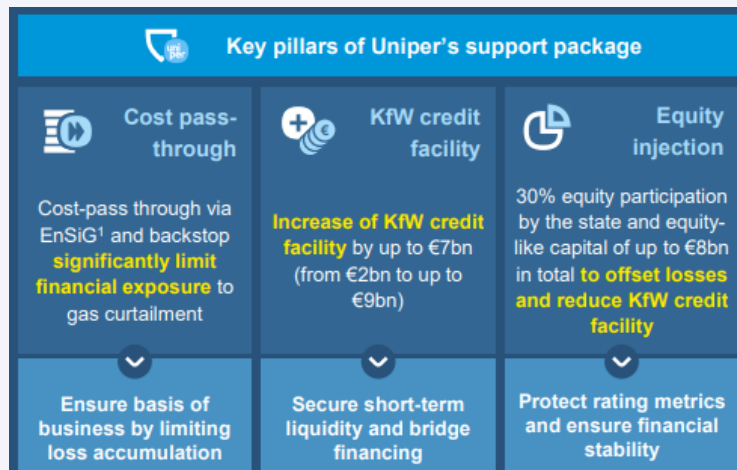 uni
per
Key pillars of Uniper's support package
Cost pass-
through
Cost-pass through via
EnSiG¹ and backstop
significantly limit
financial exposure to
gas curtailment
Ensure basis of
business by limiting
loss accumulation
KfW credit
facility
Increase of KfW credit
facility by up to €7bn
(from €2bn to up to
€9bn)
Secure short-term
liquidity and bridge
financing
Equity
injection
30% equity participation
by the state and equity-
like capital of up to €8bn
in total to offset losses
and reduce KfW credit
facility
Protect rating metrics
and ensure financial
stability